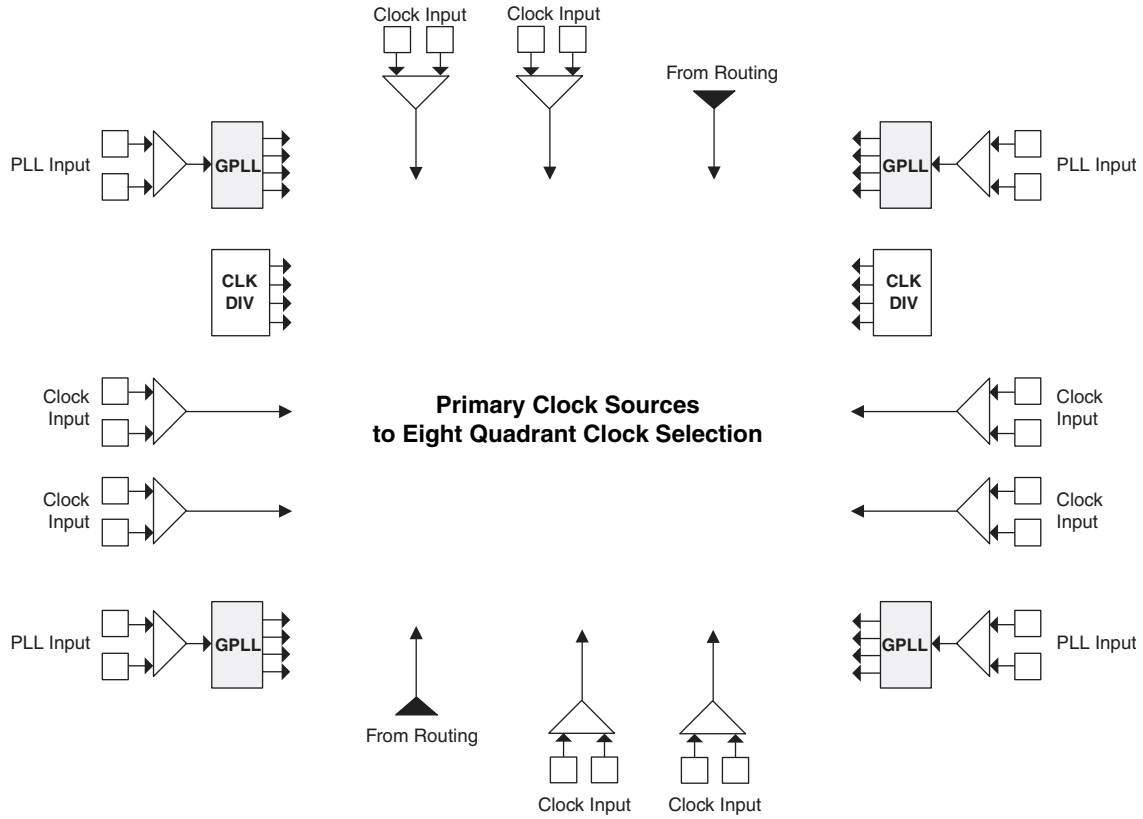 Clock Input
Clock Input
From Routing
PLL Input
GPLL
GPLL
PLL Input
CLK
DIV
CLK
DIV
Clock
Input
Primary Clock Sources
to Eight Quadrant Clock Selection
Clock
Input
Clock
Input
Clock
Input
PLL Input
GPLL
GPLL
PLL Input
From Routing
Clock Input
Clock Input